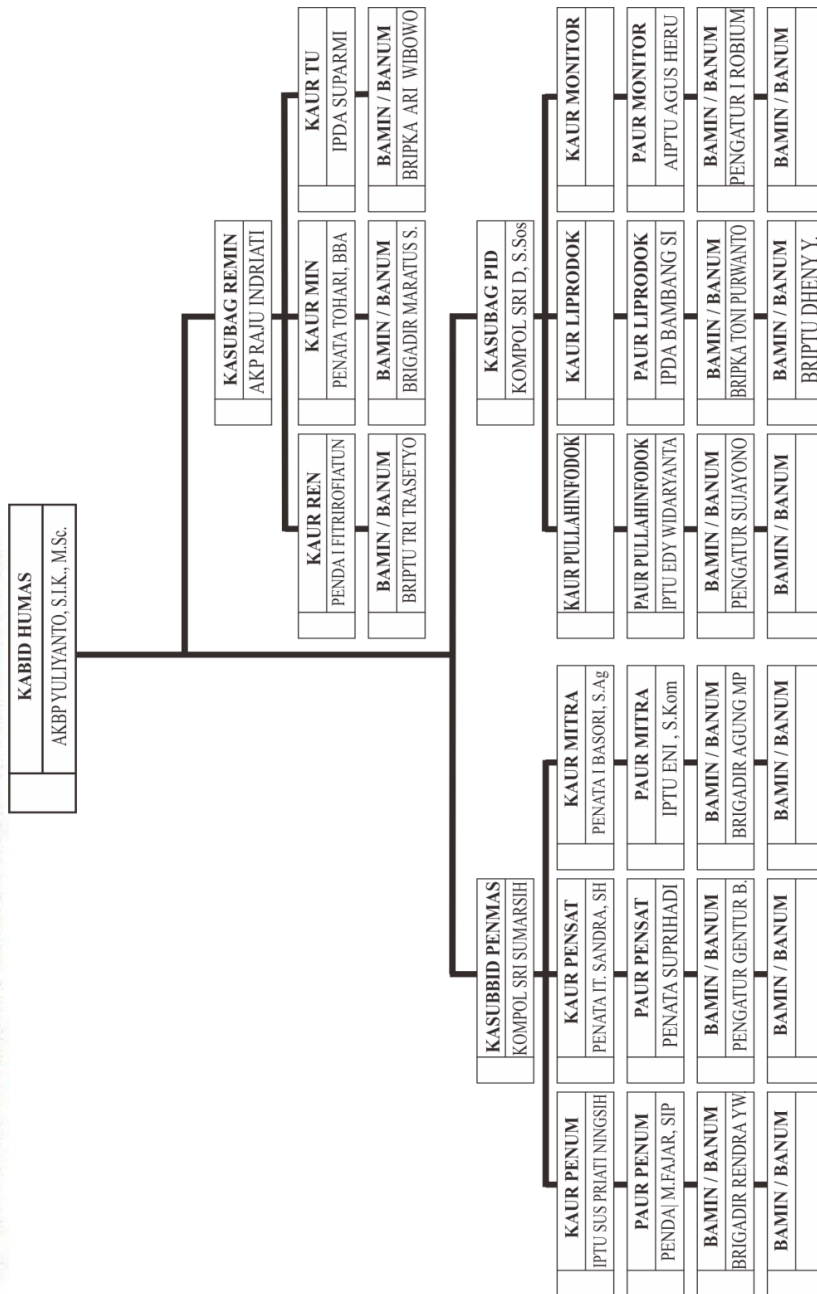 KABID HUMAS
AKBP YULIYANTO, S.I.K., M.Sc.
KASUBAG REMIN
AKP RAJU INDRIATI
KAUR REN
PENDA I FITRIROFIATUN
KAUR MIN
PENATA TOHARI, BBA
KAUR TU
IPDA SUPARMI
BAMIN / BANUM
BRIPTU TRI TRASETYO
BAMIN / BANUM
BRIGADIR MARATUS S.
BAMIN / BANUM
BRIPKA ARI WIBOWO
KASUBBID PENMAS
KOMPOL SRI SUMARSIH
KASUBAG PID
KOMPOL SRI D, S.Sos
KAUR PENUM
IPTU SUS PRIATI NINGSIH
KAUR PENSAT
PENATA IT. SANDRA, SH
KAUR MITRA
PENATA I BASORI, S.Ag
KAUR PULLAHINFODOK
KAUR LIPRODOK
KAUR MONITOR
PAUR PENUM
PENDA| M.FAJAR, SIP
PAUR PENSAT
PENATA SUPRIHADI
PAUR MITRA
IPTU ENI , S.Kom
PAUR PULLAHINFODOK
IPTU EDY WIDARYANTA
PAUR LIPRODOK
IPDA BAMBANG SI
PAUR MONITOR
AIPTU AGUS HERU
BAMIN / BANUM
BRIGADIR RENDRA YW.
BAMIN / BANUM
PENGATUR GENTUR B.
BAMIN / BANUM
BRIGADIR AGUNG MP
BAMIN / BANUM
PENGATUR SUJAYONO
BAMIN / BANUM
BRIPKA TONI PURWANTO
BAMIN / BANUM
PENGATUR I ROBIUM
BAMIN / BANUM
BAMIN / BANUM
BAMIN / BANUM
BAMIN / BANUM
BAMIN / BANUM
BRIPTU DHENY Y.
BAMIN / BANUM